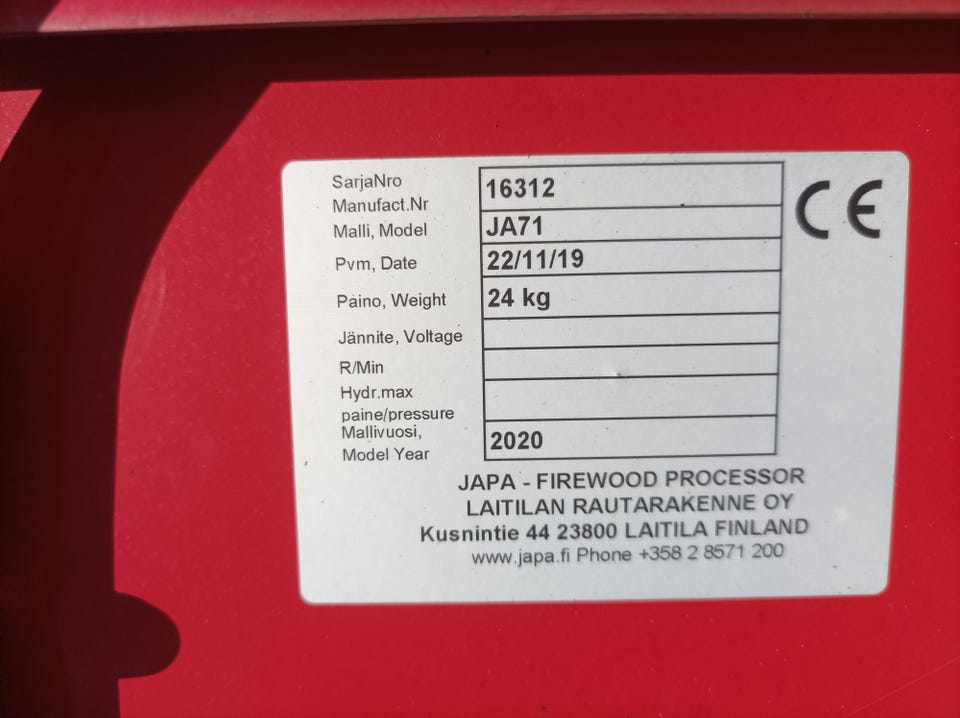 SarjaNro
Manufact.Nr 16312
Malli, Model JA71
Pvm, Date 22/11/19
Paino, Weight 24 kg
Jännite, Voltage
R/Min
Hydr.max
paine/pressure
Mallivuosi,
Model Year 2020
CE
JAPA - FIREWOOD PROCESSOR
LAITILAN RAUTARAKENNE OY
Kusnintie 44 23800 LAITILA FINLAND
www.japa.fi Phone +358 2 8571 200